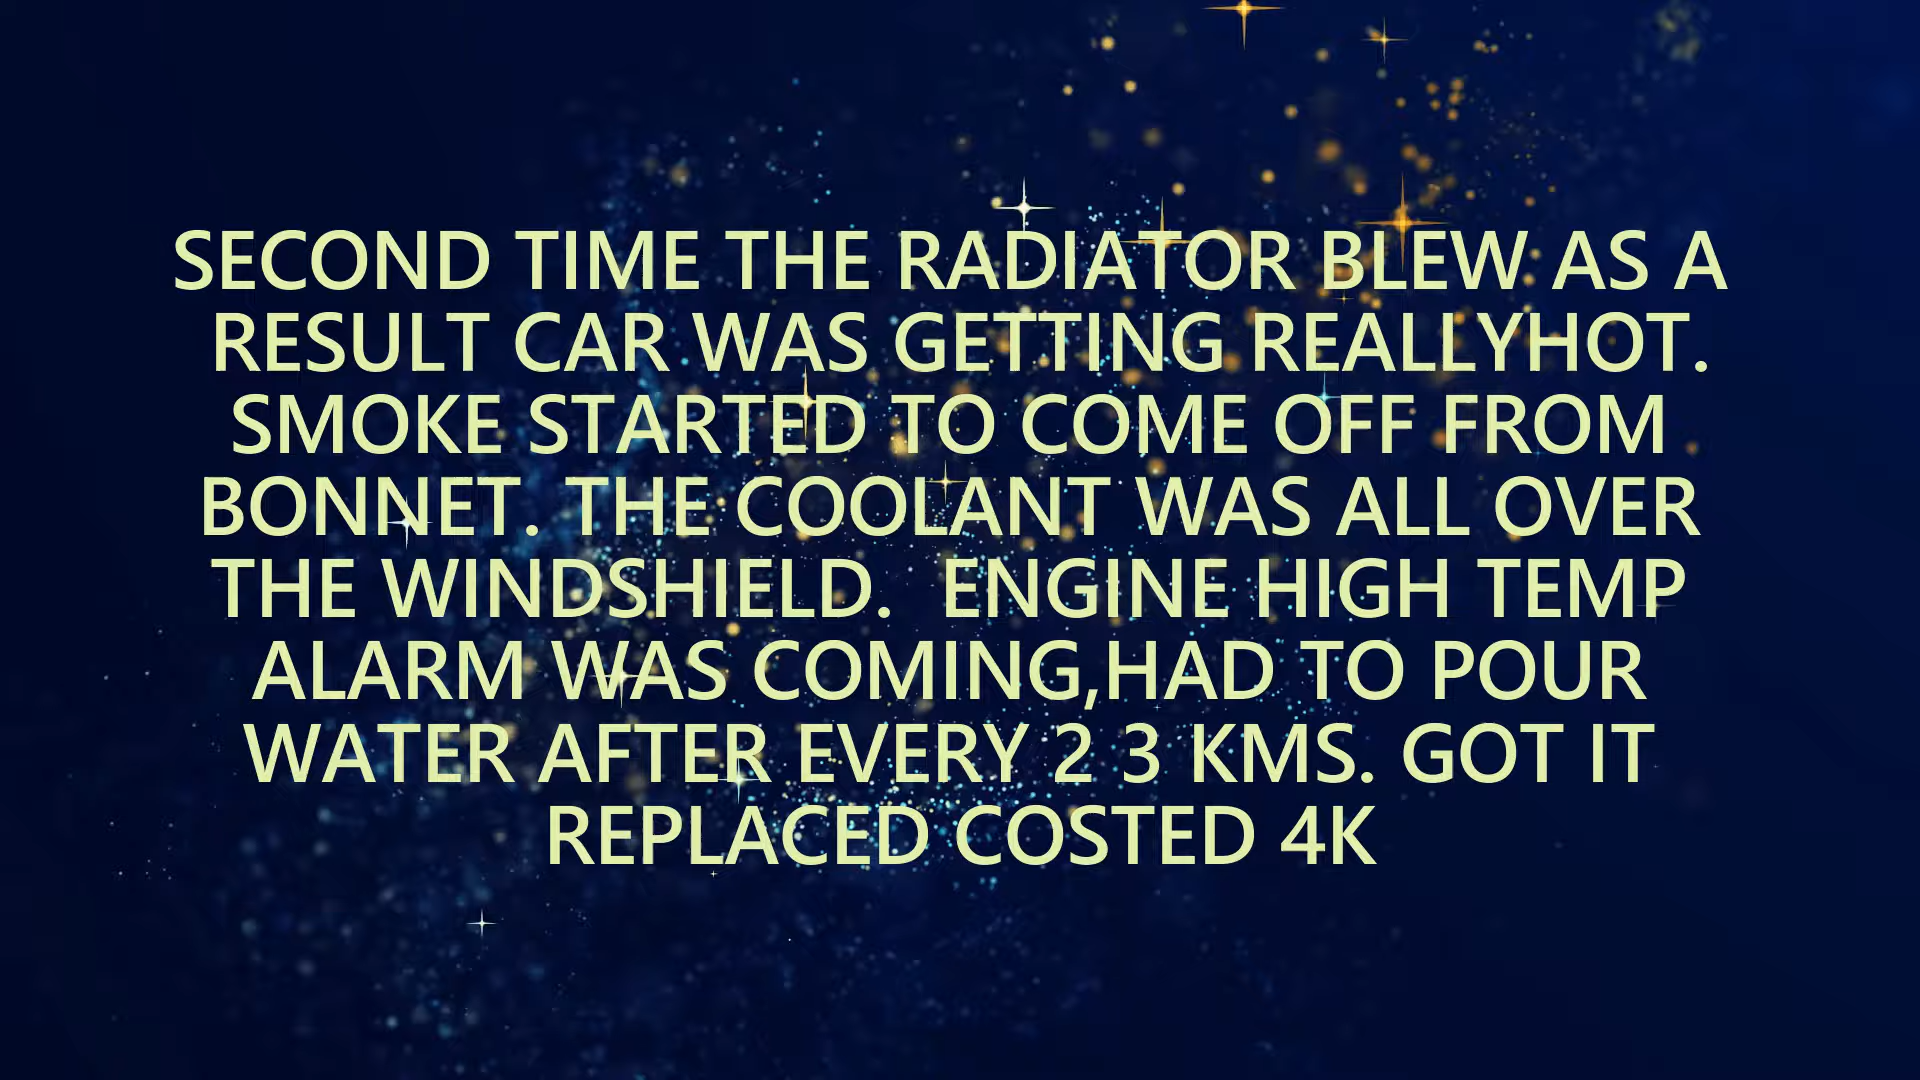 SECOND TIME THE RADIATOR BLEW AS A
RESULT CAR WAS GETTING REALLYHOT.
SMOKE STARTED TO COME OFF FROM
BONNET. THE COOLANT WAS ALL OVER
THE WINDSHIELD.  ENGINE HIGH TEMP
ALARM WAS COMING,HAD TO POUR
WATER AFTER EVERY 2 3 KMS. GOT IT
REPLACED COSTED 4K